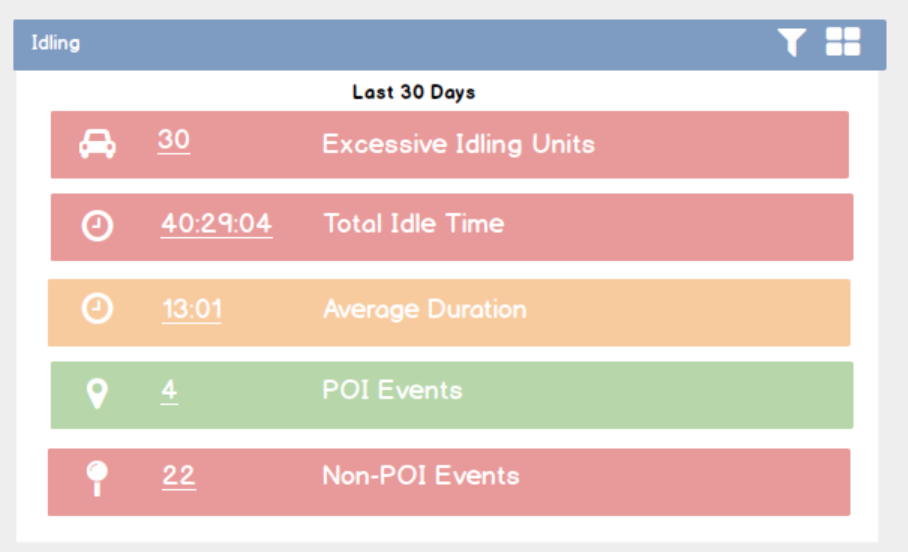 Idling
Last 30 Days
30 Excessive Idling Units
40:29:04 Total Idle Time
13:01 Average Duration
4 POI Events
22 Non-POI Events